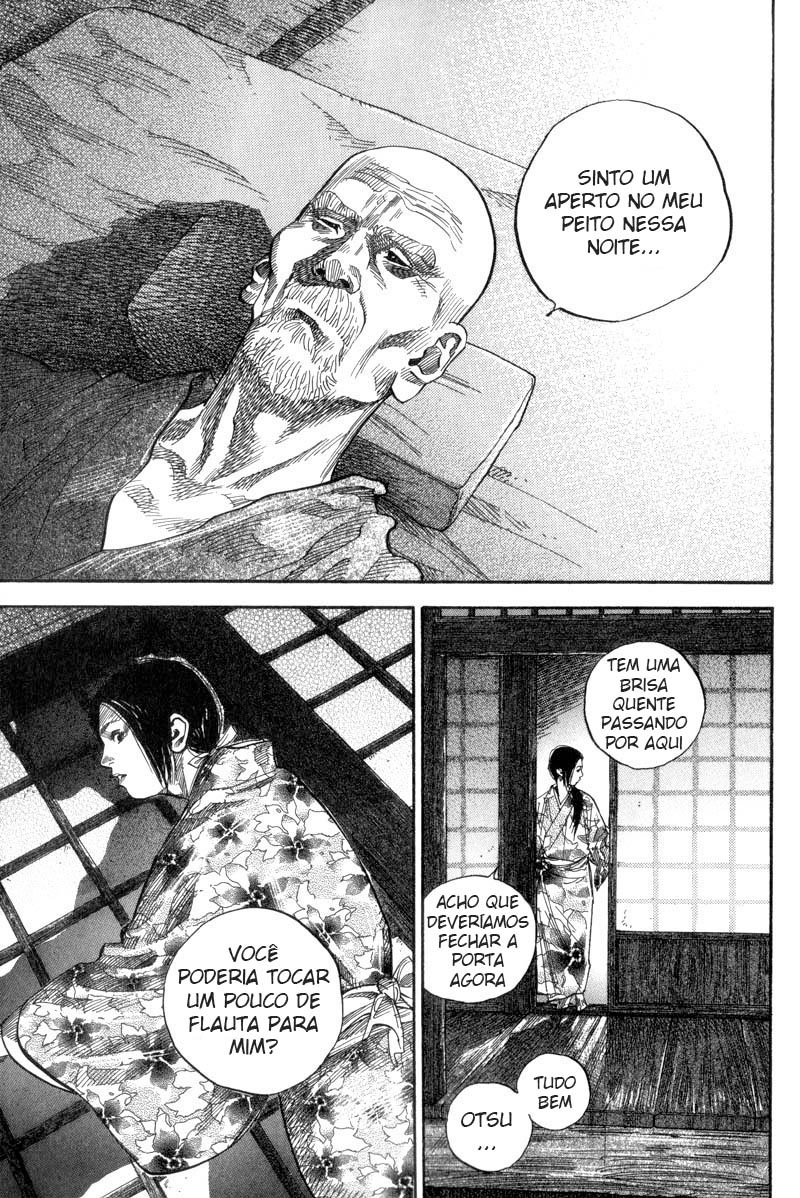 SINTO UM
APERTO NO MEU
PEITO NESSA
NOITE...
TEM UMA
BRISA
QUENTE
PASSANDO
POR AQUI
ACHO QUE
DEVERÍAMOS
FECHAR A
PORTA
AGORA
TUDO
BEM
OTSU
...
VOCÊ
PODERIA TOCAR
UM POUCO DE
FLAUTA PARA
MIM?